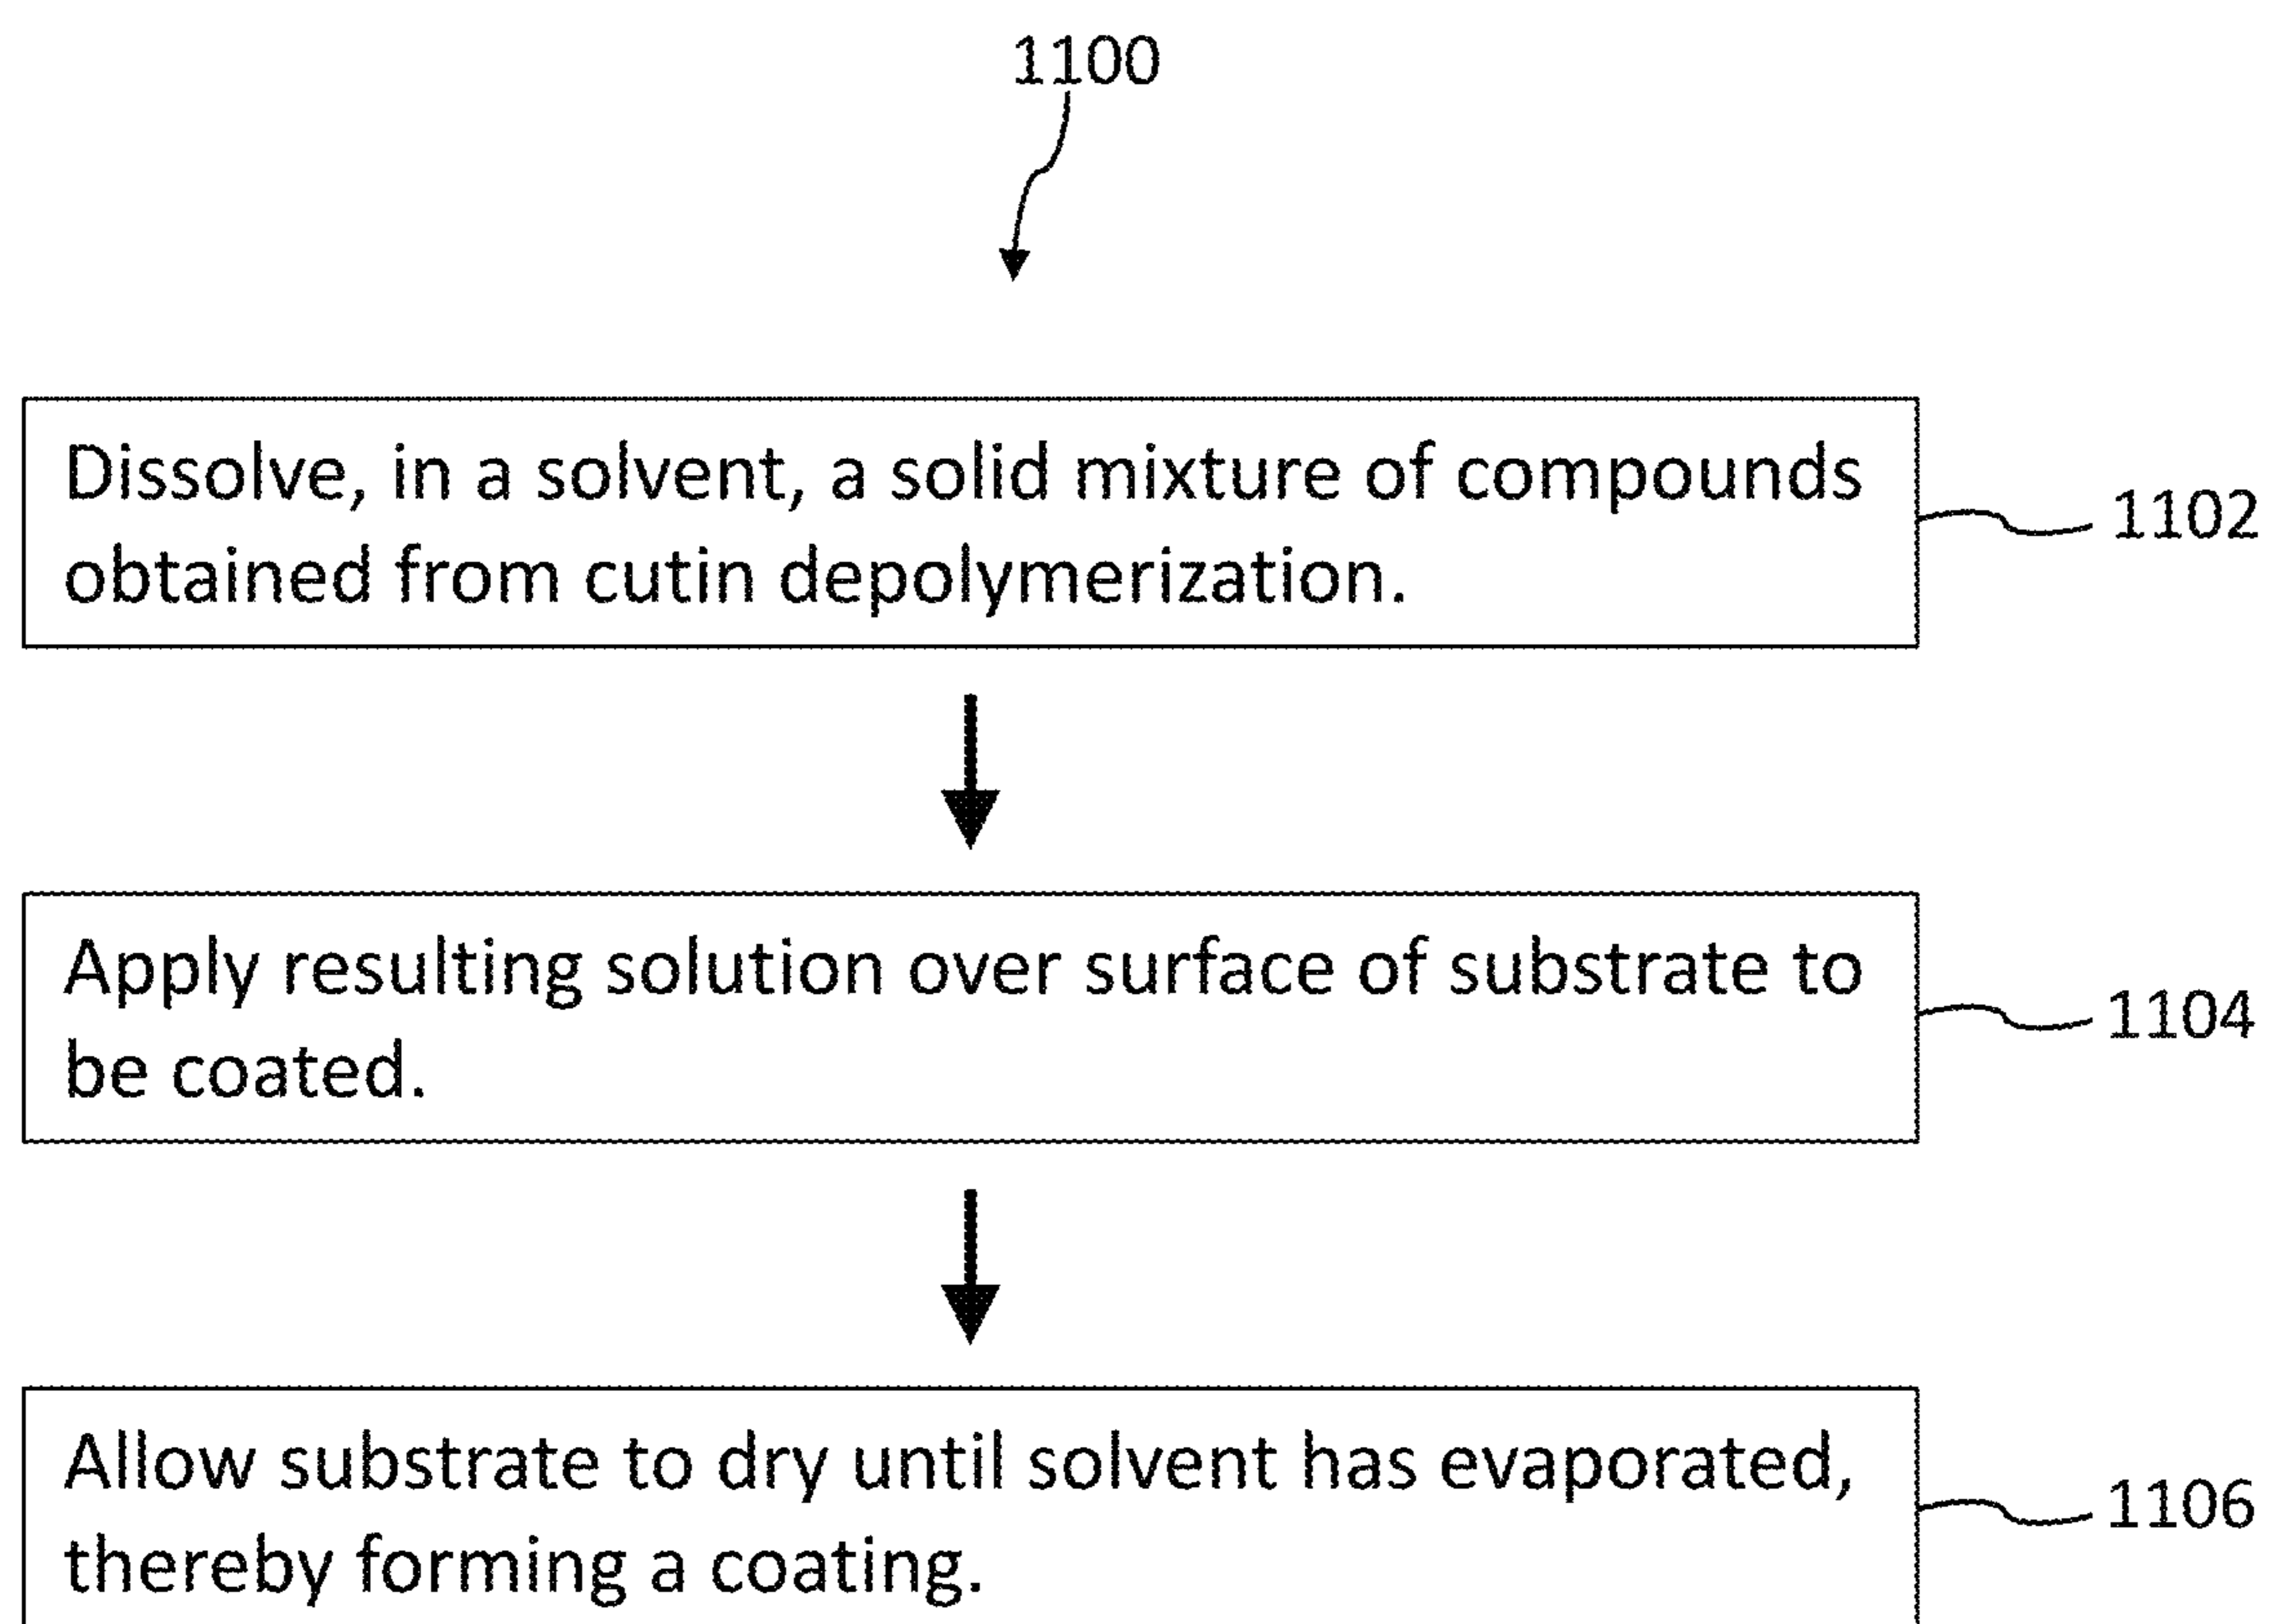 1100
Dissolve, in a solvent, a solid mixture of compounds
obtained from cutin depolymerization.
1102
Apply resulting solution over surface of substrate to
be coated.
1104
Allow substrate to dry until solvent has evaporated,
thereby forming a coating.
1106